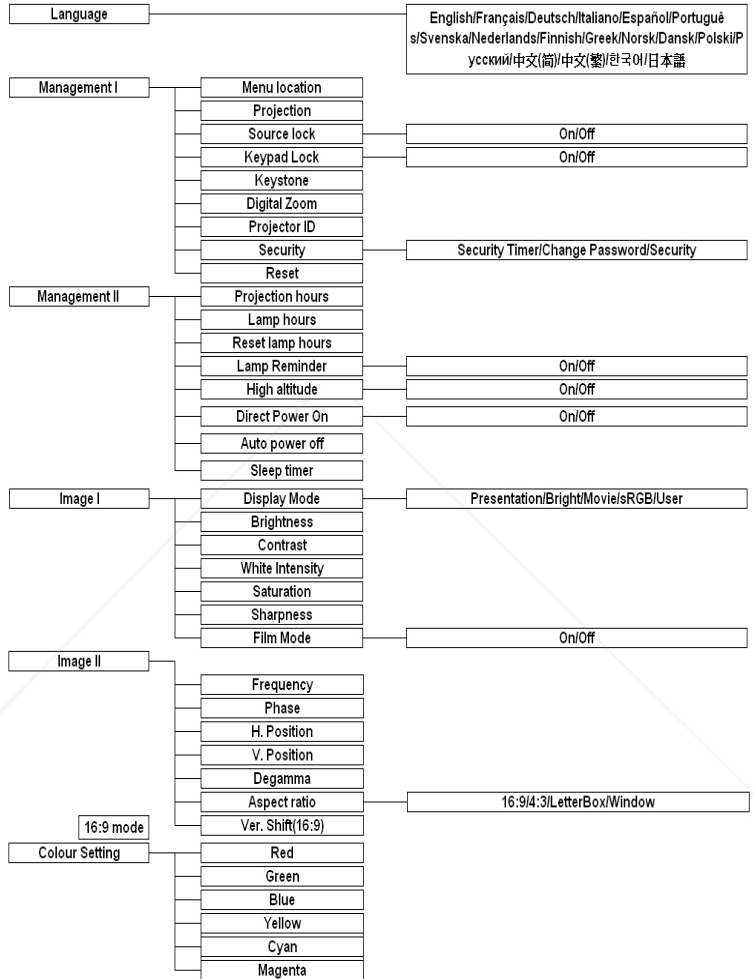 Language
English/Français/Deutsch/Italiano/Español/Portuguê
s/Svenska/Nederlands/Finnish/Greek/Norsk/Dansk/Polski/P
усский/中文(简)/中文(繁)/한국어/日本語
Management I
Menu location
Projection
Source lock
On/Off
Keypad Lock
On/Off
Keystone
Digital Zoom
Projector ID
Security
Security Timer/Change Password/Security
Reset
Management II
Projection hours
Lamp hours
Reset lamp hours
Lamp Reminder
On/Off
High altitude
On/Off
Direct Power On
On/Off
Auto power off
Sleep timer
Image I
Display Mode
Presentation/Bright/Movie/sRGB/User
Brightness
Contrast
White Intensity
Saturation
Sharpness
Film Mode
On/Off
Image II
Frequency
Phase
H. Position
V. Position
Degamma
Aspect ratio
16:9/4:3/LetterBox/Window
16:9 mode
Ver. Shift(16:9)
Colour Setting
Red
Green
Blue
Yellow
Cyan
Magenta